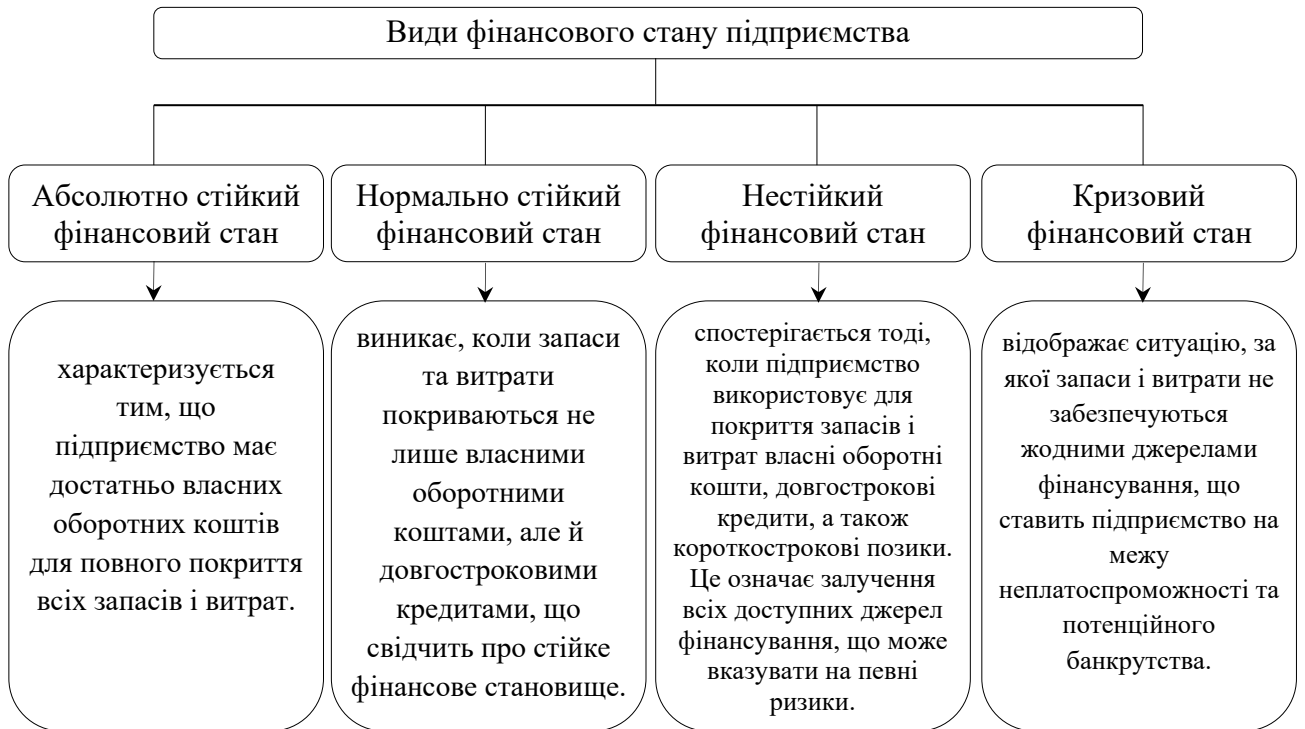 Види фінансового стану підприємства
Абсолютно стійкий
фінансовий стан
Нормально стійкий
фінансовий стан
Нестійкий
фінансовий стан
Кризовий
фінансовий стан
характеризується
тим, що
підприємство має
достатньо власних
оборотних коштів
для повного покриття
всіх запасів і витрат.
виникає, коли запаси
та витрати
покриваються не
лише власними
оборотними
коштами, але й
довгостроковими
кредитами, що
свідчить про стійке
фінансове становище.
спостерігається тоді,
коли підприємство
використовує для
покриття запасів і
витрат власні оборотні
кошти, довгострокові
кредити, а також
короткострокові позики.
Це означає залучення
всіх доступних джерел
фінансування, що може
вказувати на певні
ризики.
відображає ситуацію, за
якої запаси і витрати не
забезпечуються
жодними джерелами
фінансування, що
ставить підприємство на
межу
неплатоспроможності та
потенційного
банкрутства.